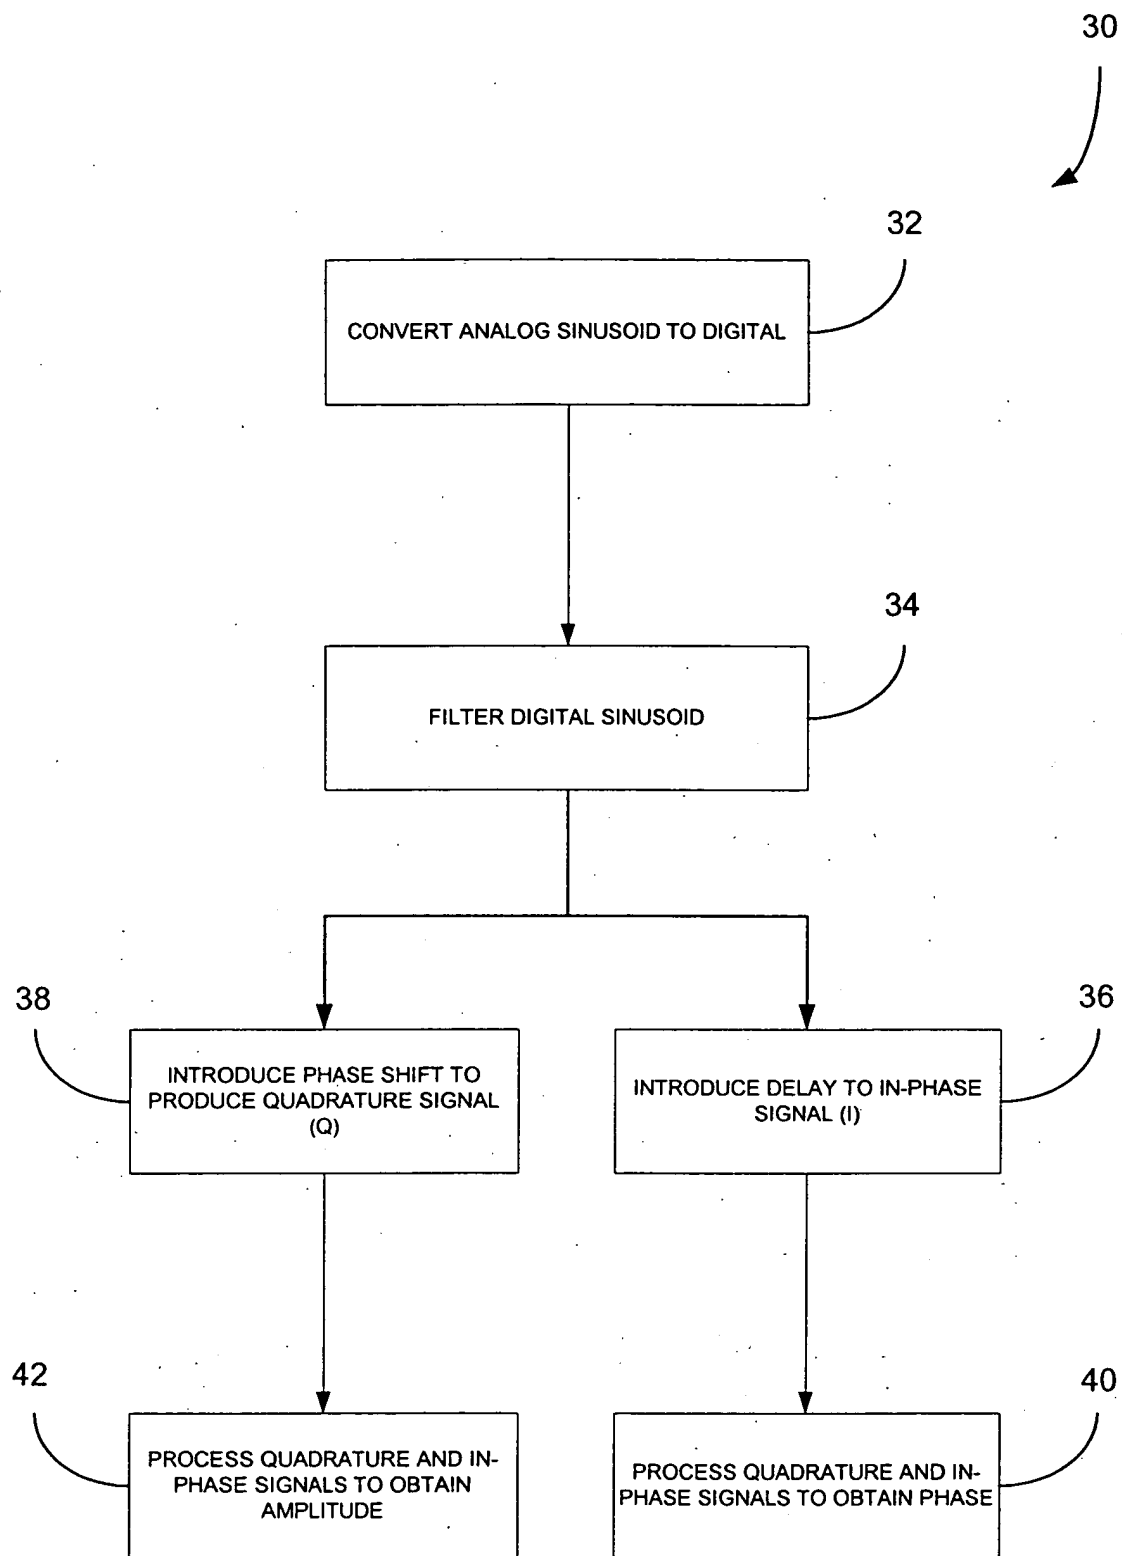 30
32
CONVERT ANALOG SINUSOID TO DIGITAL
34
FILTER DIGITAL SINUSOID
38
36
INTRODUCE PHASE SHIFT TO
PRODUCE QUADRATURE SIGNAL
(Q)
INTRODUCE DELAY TO IN-PHASE
SIGNAL (I)
42
40
PROCESS QUADRATURE AND IN-
PHASE SIGNALS TO OBTAIN
AMPLITUDE
PROCESS QUADRATURE AND IN-
PHASE SIGNALS TO OBTAIN PHASE